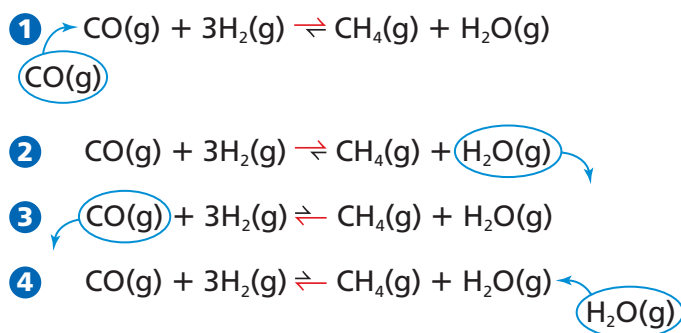 1 CO(g) + 3H₂(g) ⇌ CH₄(g) + H₂O(g)
CO(g)
2 CO(g) + 3H₂(g) ⇌ CH₄(g) + H₂O(g)
3 CO(g) + 3H₂(g) ⇌ CH₄(g) + H₂O(g)
4 CO(g) + 3H₂(g) ⇌ CH₄(g) + H₂O(g)
H₂O(g)